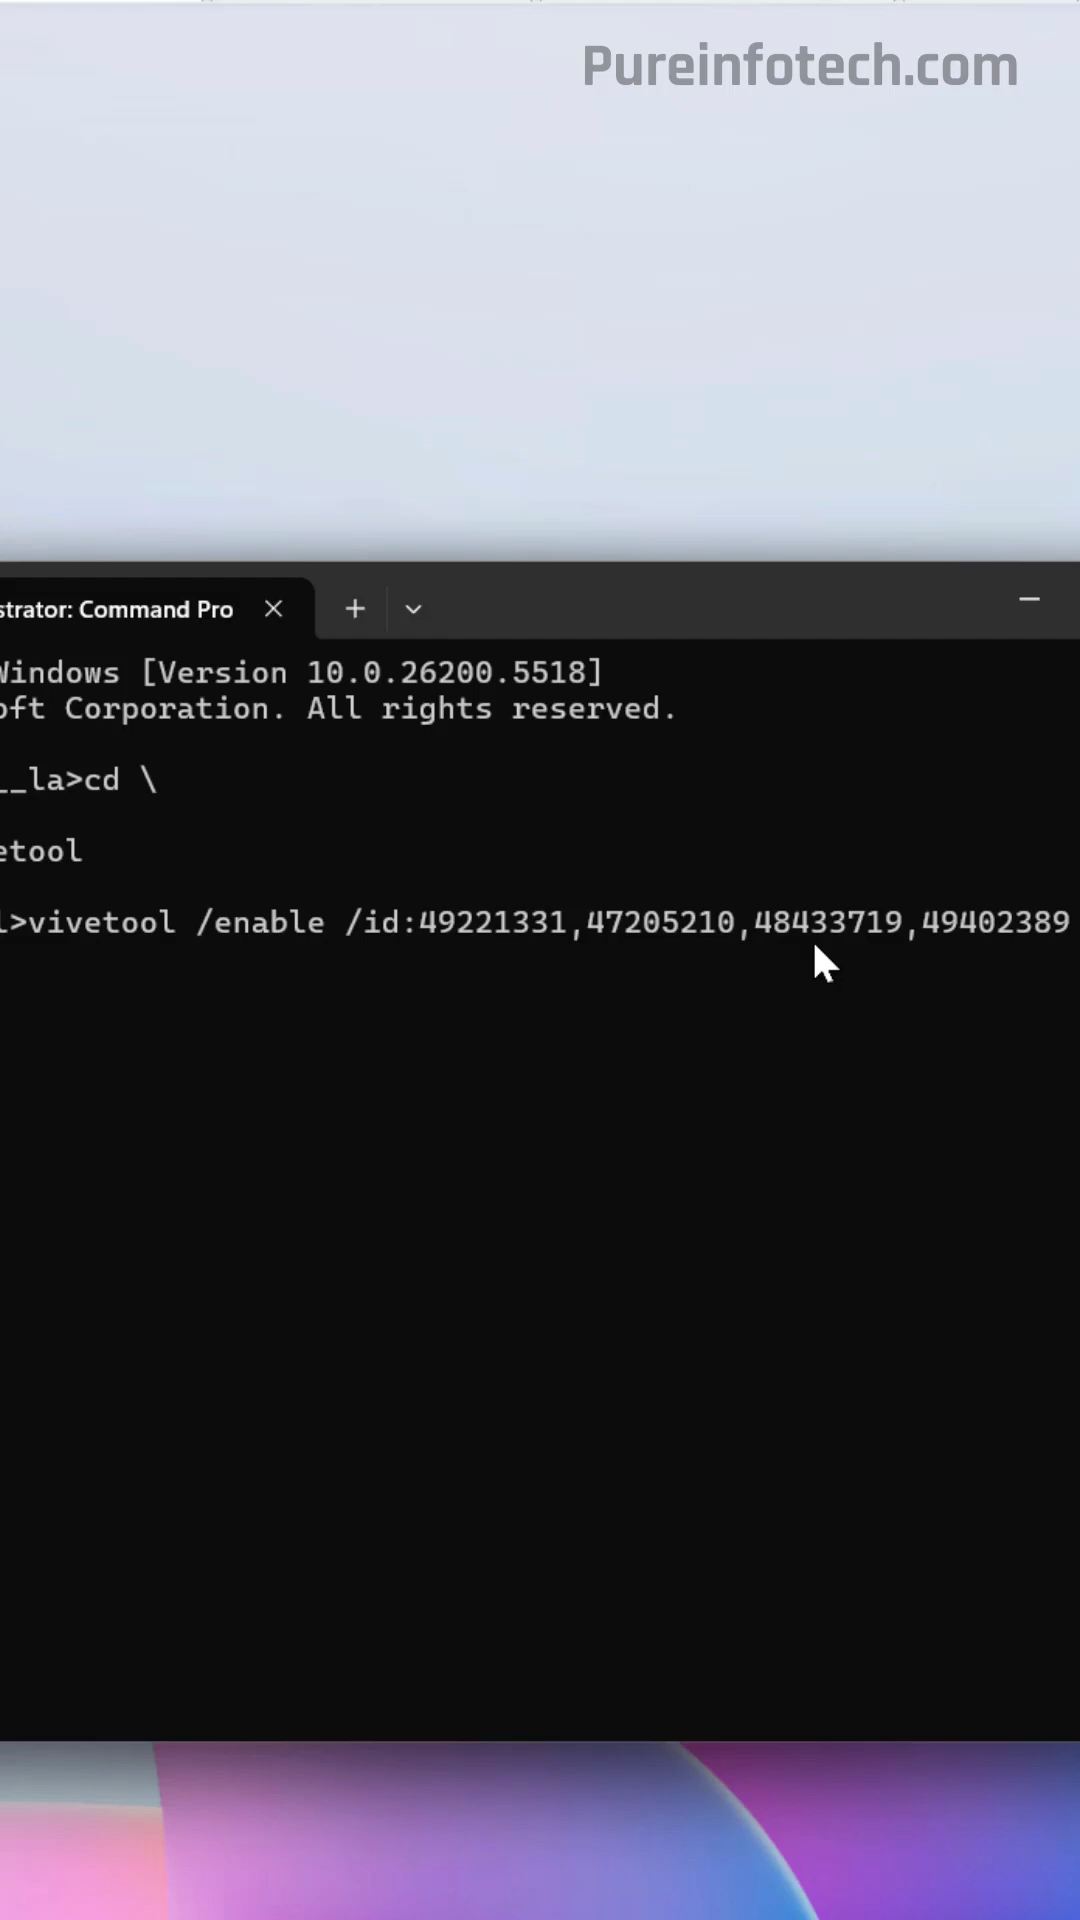 Pureinfotech.com
strator: Command Pro
Windows [Version 10.0.26200.5518]
oft Corporation. All rights reserved.
__la>cd \
etool
l>vivetool /enable /id:49221331,47205210,48433719,49402389